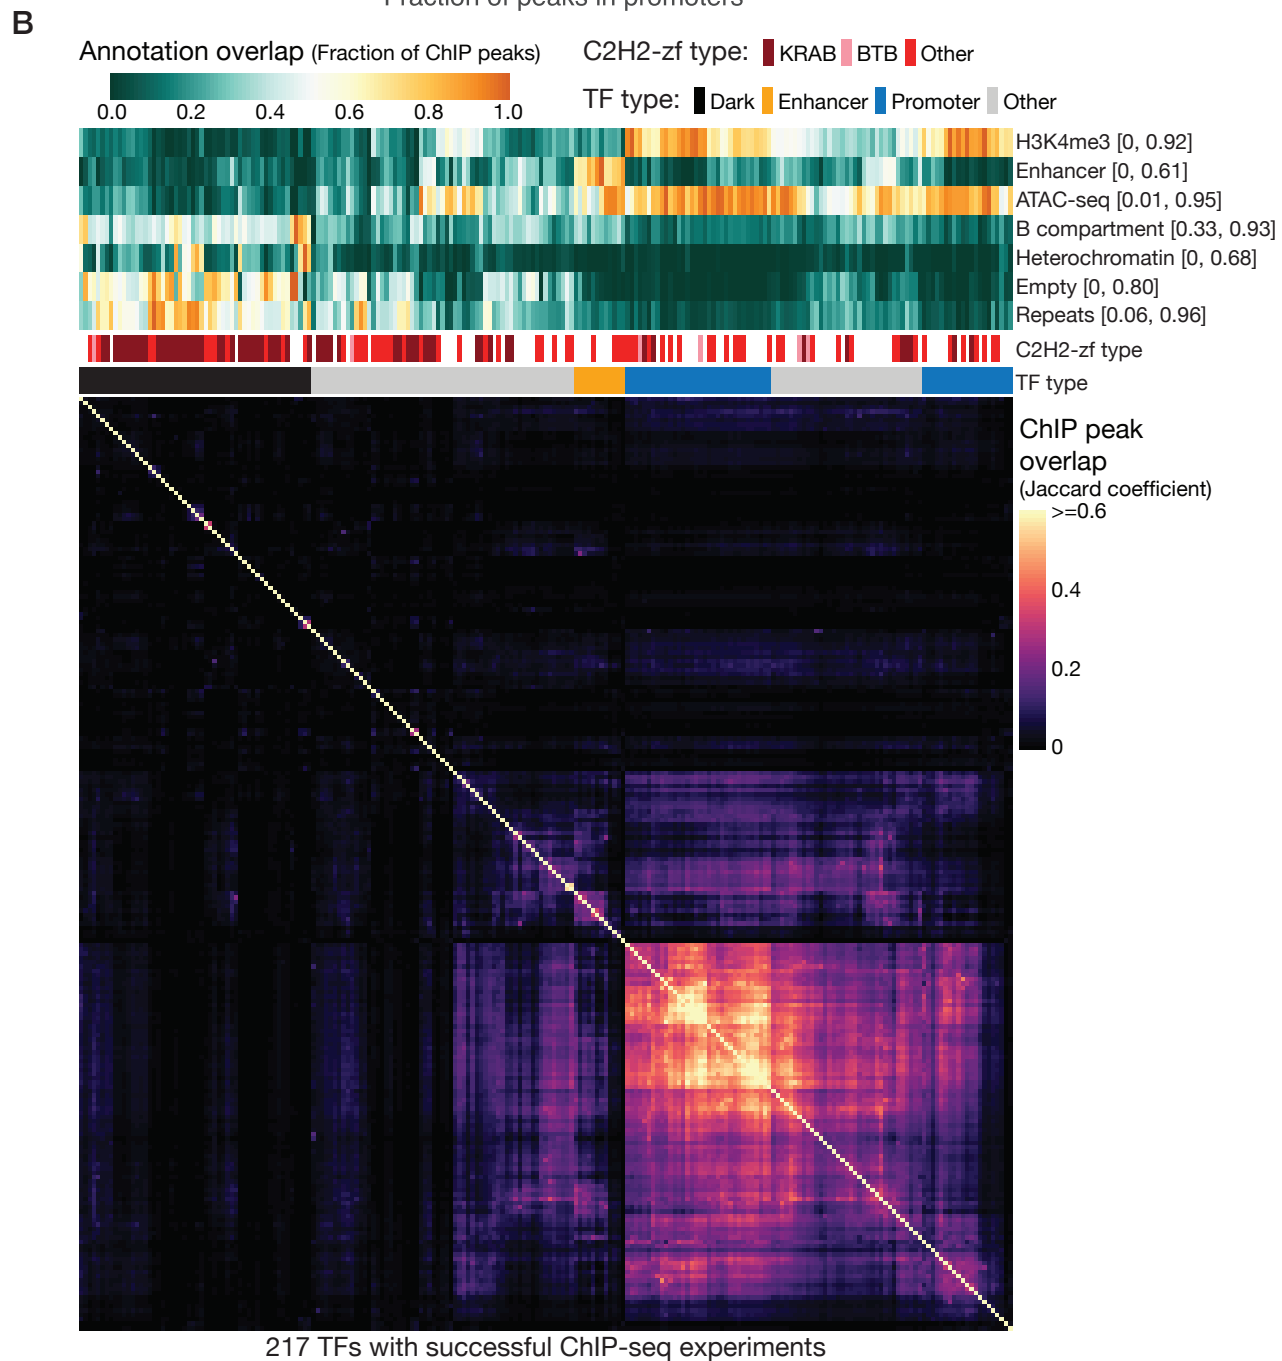 Fraction of peaks in promoters
B
Annotation overlap (Fraction of ChIP peaks)
0.0 0.2 0.4 0.6 0.8 1.0
C2H2-zf type: KRAB BTB Other
TF type: Dark Enhancer Promoter Other
H3K4me3 [0, 0.92]
Enhancer [0, 0.61]
ATAC-seq [0.01, 0.95]
B compartment [0.33, 0.93]
Heterochromatin [0, 0.68]
Empty [0, 0.80]
Repeats [0.06, 0.96]
C2H2-zf type
TF type
ChIP peak
overlap
(Jaccard coefficient)
>=0.6
0.4
0.2
0
217 TFs with successful ChIP-seq experiments